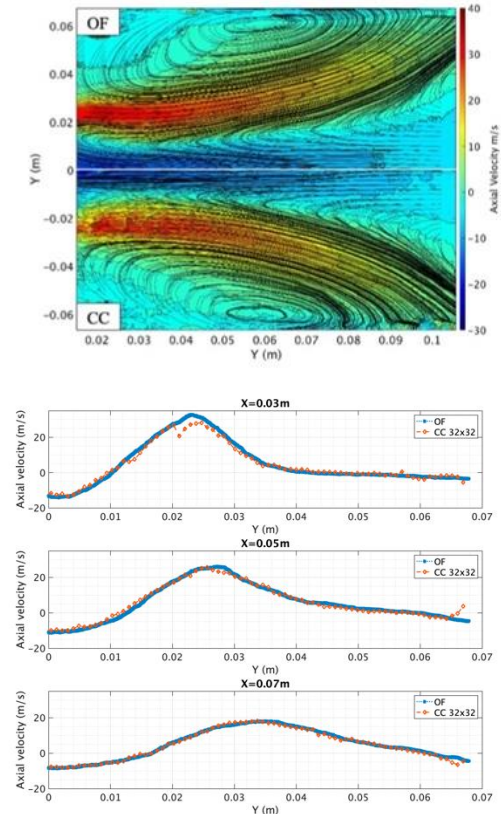 OF
CC
Y (m)
0.06
0.04
0.02
0
-0.02
-0.04
-0.06
0.02 0.03 0.04 0.05 0.06 0.07 0.08 0.09 0.1
Y (m)
40
30
20
10
0
-10
-20
-30
Axial Velocity m/s
X=0.03m
Axial velocity (m/s)
20
0
-20
OF
CC 32x32
0 0.01 0.02 0.03 0.04 0.05 0.06 0.07
Y (m)
X=0.05m
Axial velocity (m/s)
20
0
-20
OF
CC 32x32
0 0.01 0.02 0.03 0.04 0.05 0.06 0.07
Y (m)
X=0.07m
Axial velocity (m/s)
20
0
-20
OF
CC 32x32
0 0.01 0.02 0.03 0.04 0.05 0.06 0.07
Y (m)